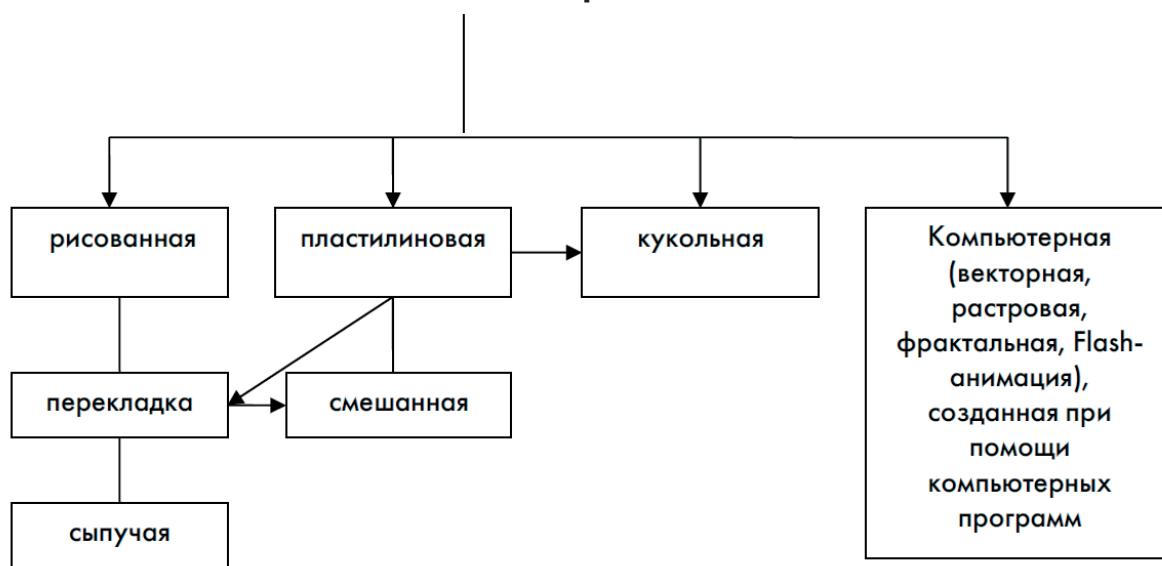 рисованная
пластилиновая
кукольная
Компьютерная
(векторная,
растровая,
фрактальная, Flash-
анимация),
созданная при
помощи
компьютерных
программ
перекладка
смешанная
сыпучая